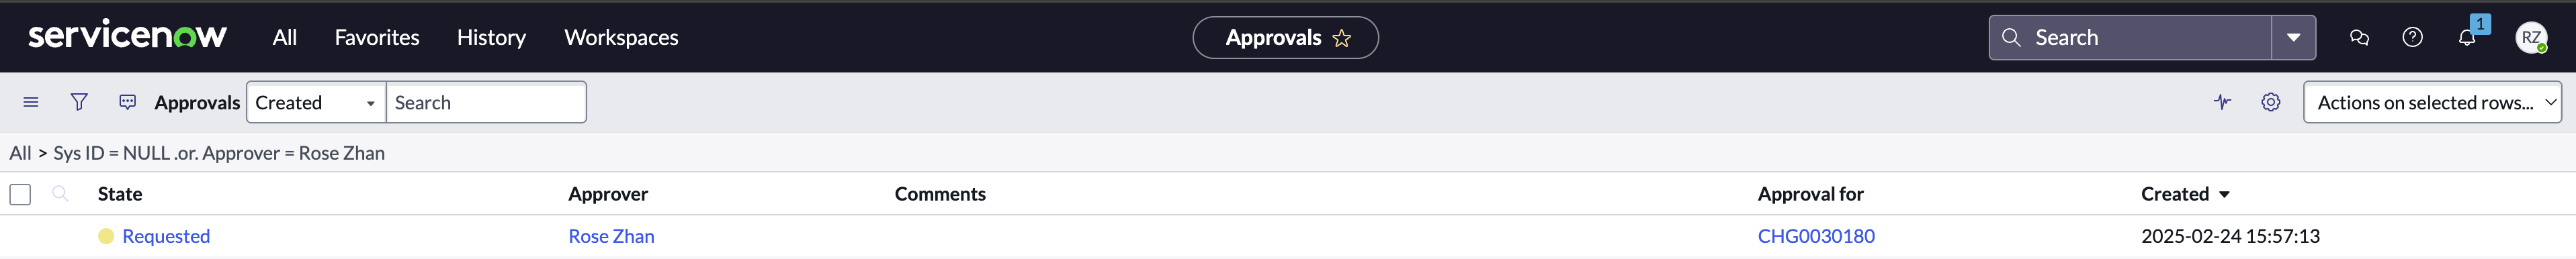 servicenow All Favorites History Workspaces Approvals Search 1 RZ
Approvals Created Search Actions on selected rows...
All > Sys ID = NULL .or. Approver = Rose Zhan
State Approver Comments Approval for Created
Requested Rose Zhan CHG0030180 2025-02-24 15:57:13